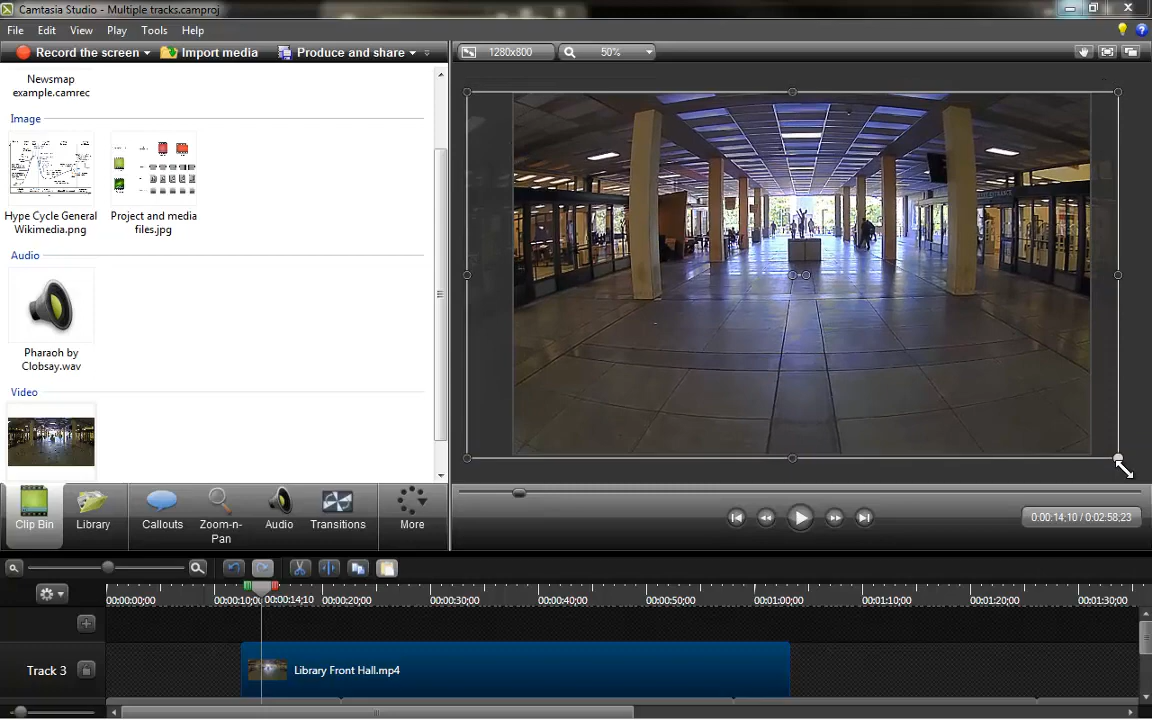 Camtasia Studio - Multiple tracks.camproj
File Edit View Play Tools Help
Record the screen Import media Produce and share
1280x800 50%
Newsmap
example.camrec
Image
Hype Cycle General
Wikimedia.png
Project and media
files.jpg
Audio
Pharaoh by
Clobsay.wav
Video
Clip Bin
Library
Callouts
Zoom-n-
Pan
Audio
Transitions
More
0:00:14;10 / 0:02:58;23
00:00:00;00 00:00:10;00 00:00:14;10 00:00:20;00 00:00:30;00 00:00:40;00 00:00:50;00 00:01:00;00 00:01:10;00 00:01:20;00 00:01:30;00
Track 3 Library Front Hall.mp4